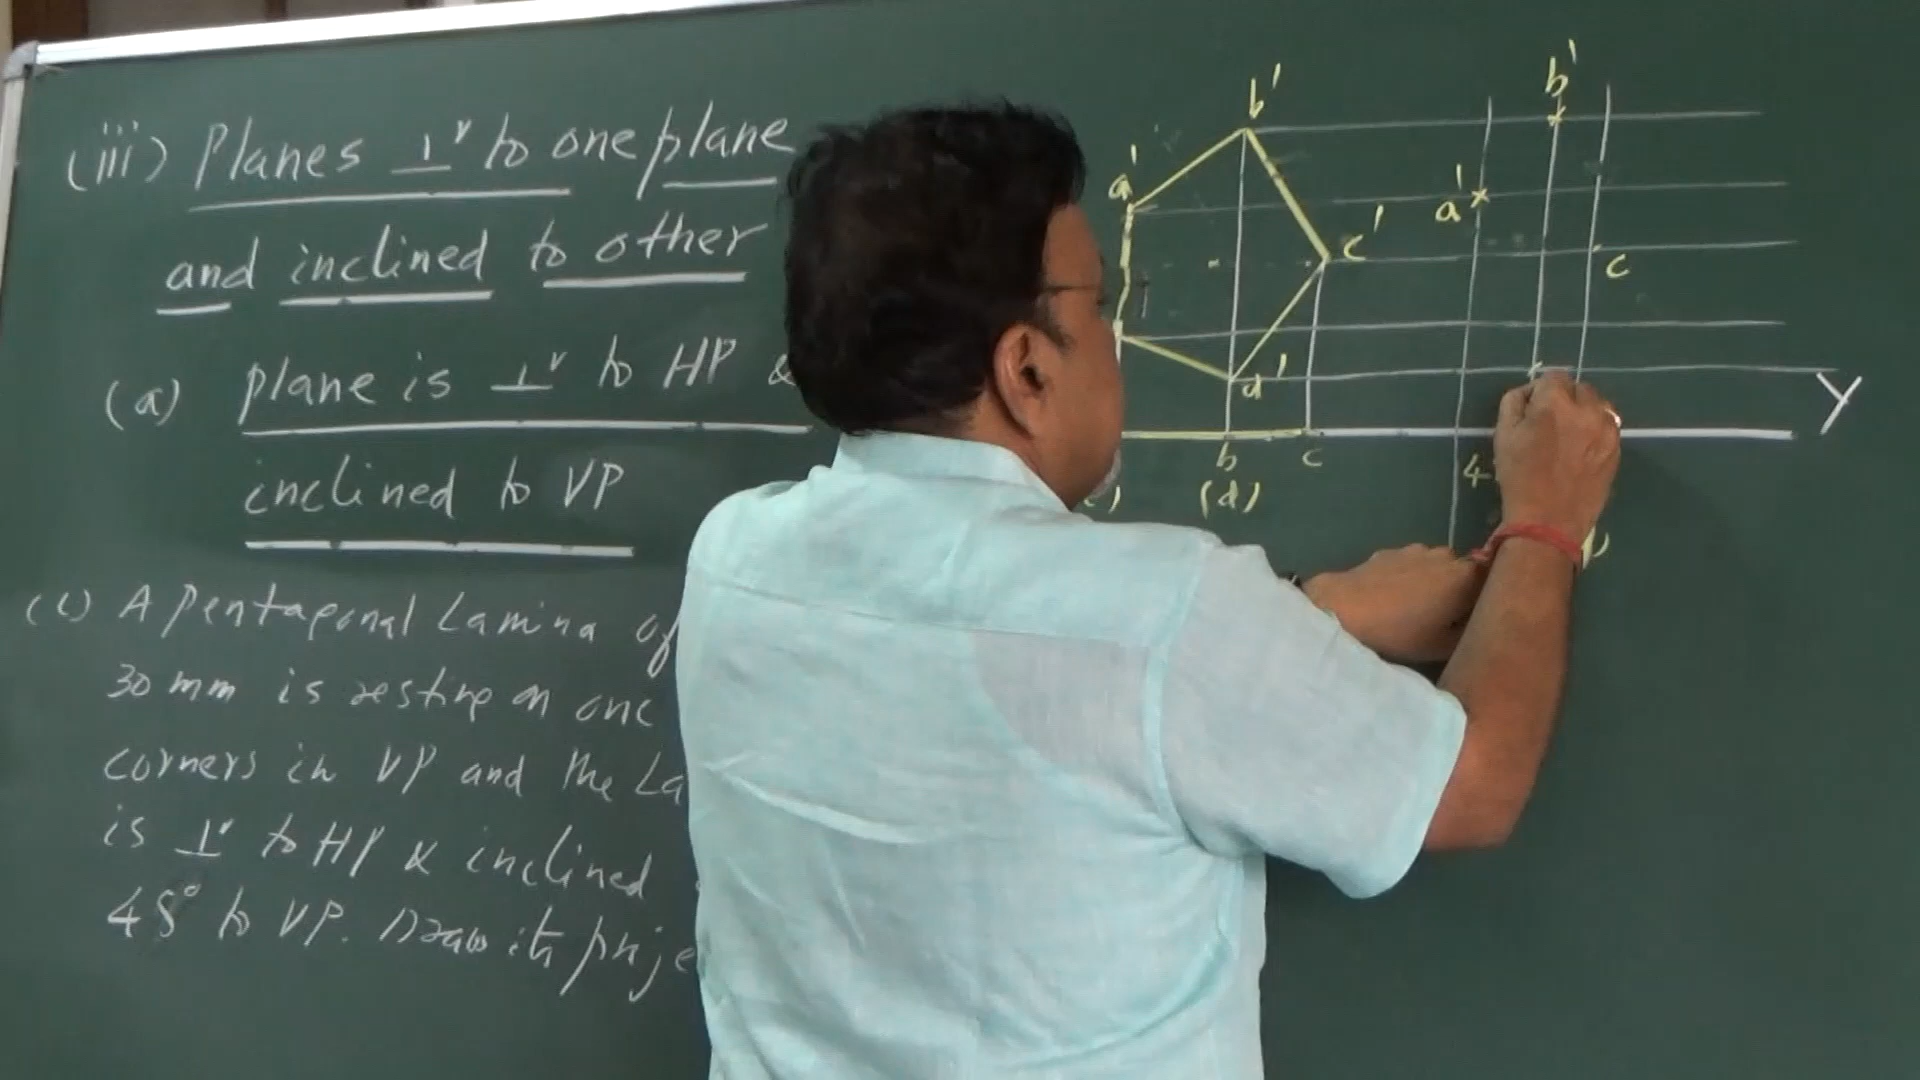 (iii) Planes ⊥r to one plane
and inclined to other
(a) plane is ⊥r to HP &
inclined to VP
(i) A Pentagonal Lamina of
30 mm is resting on one
corners in VP and the La
is ⊥r to HP & inclined
45° to VP. Draw its proje
b' b'
a' a'
c' c
d'
Y
b c
(d)